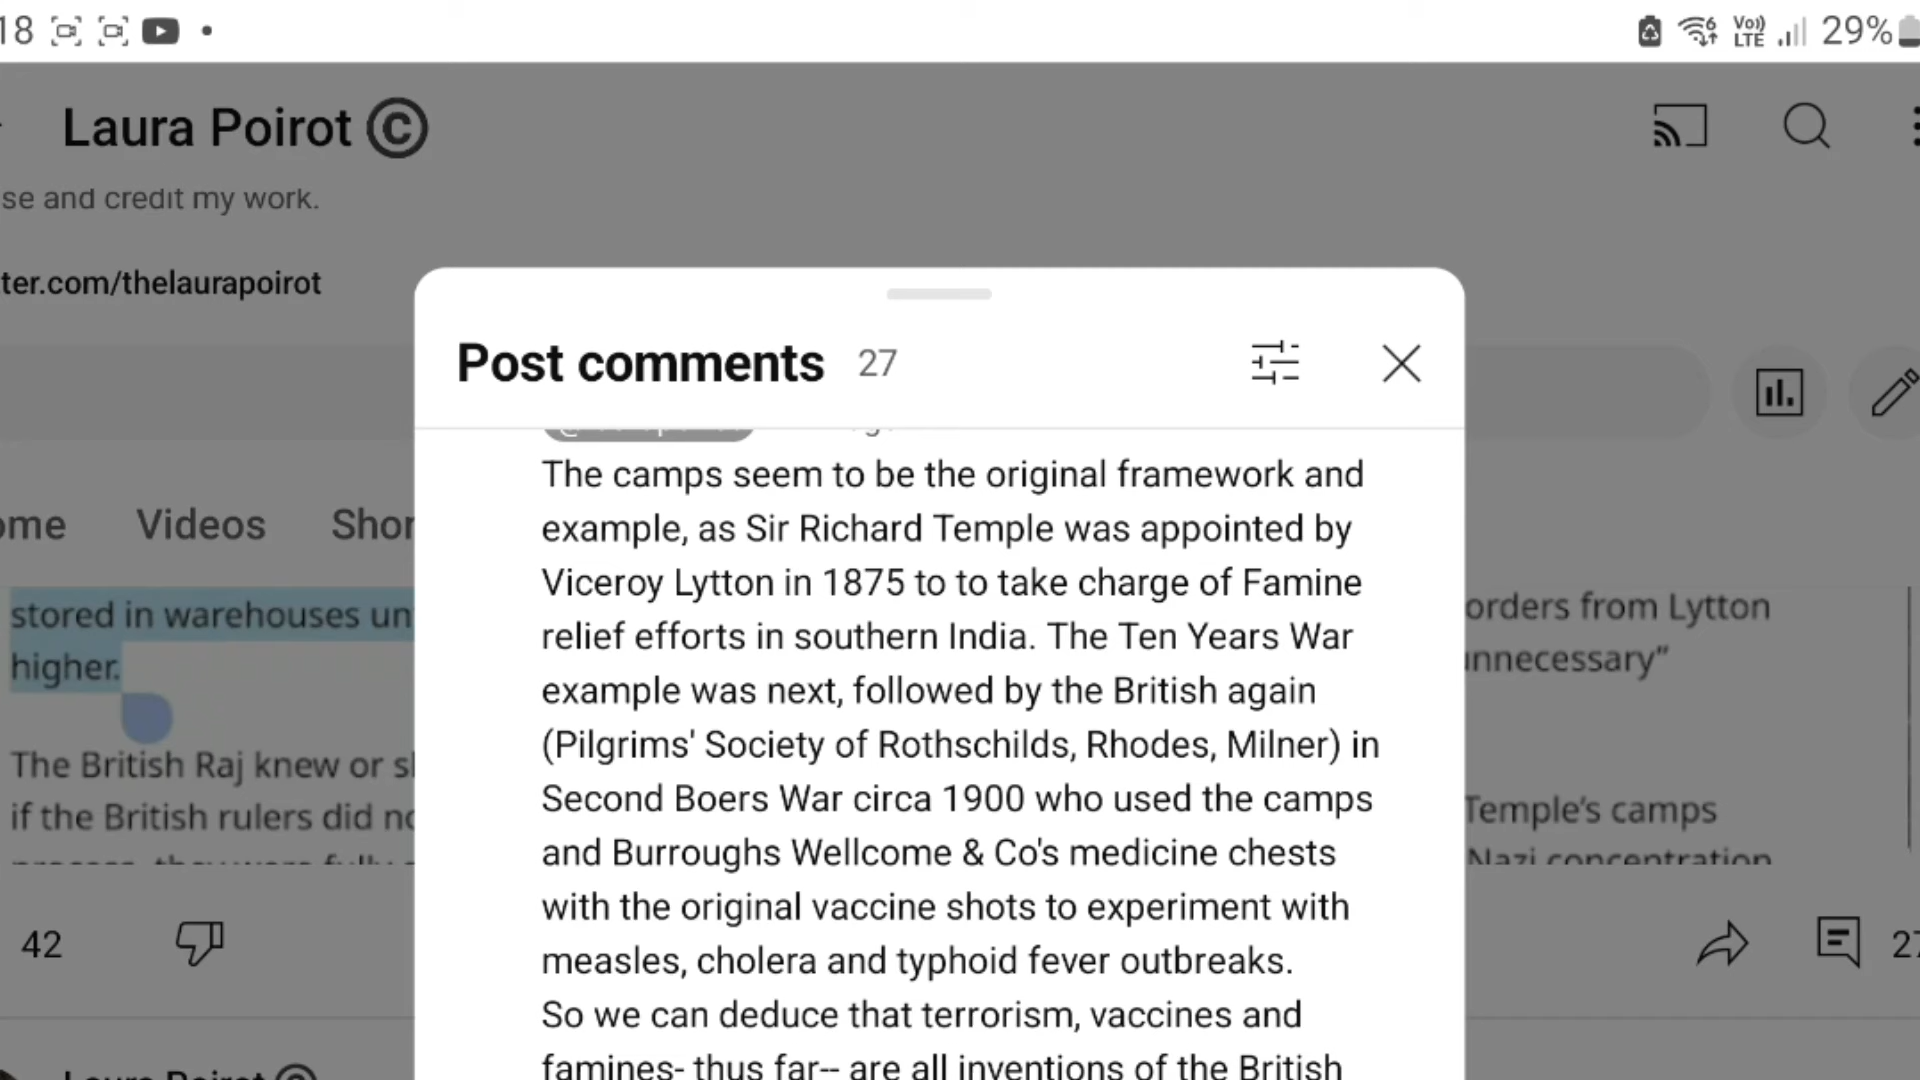 18
Vo))
LTE
29%
Laura Poirot ©
se and credit my work.
ter.com/thelaurapoirot
Post comments 27
ome Videos Shor
The camps seem to be the original framework and
example, as Sir Richard Temple was appointed by
Viceroy Lytton in 1875 to to take charge of Famine
relief efforts in southern India. The Ten Years War
example was next, followed by the British again
(Pilgrims' Society of Rothschilds, Rhodes, Milner) in
Second Boers War circa 1900 who used the camps
and Burroughs Wellcome & Co's medicine chests
with the original vaccine shots to experiment with
measles, cholera and typhoid fever outbreaks.
So we can deduce that terrorism, vaccines and
famines- thus far-- are all inventions of the British
stored in warehouses un
higher.
The British Raj knew or
if the British rulers did
orders from Lytton
nnecessary”
Temple’s camps
Nazi concentration
42
27
Laura Poirot ©